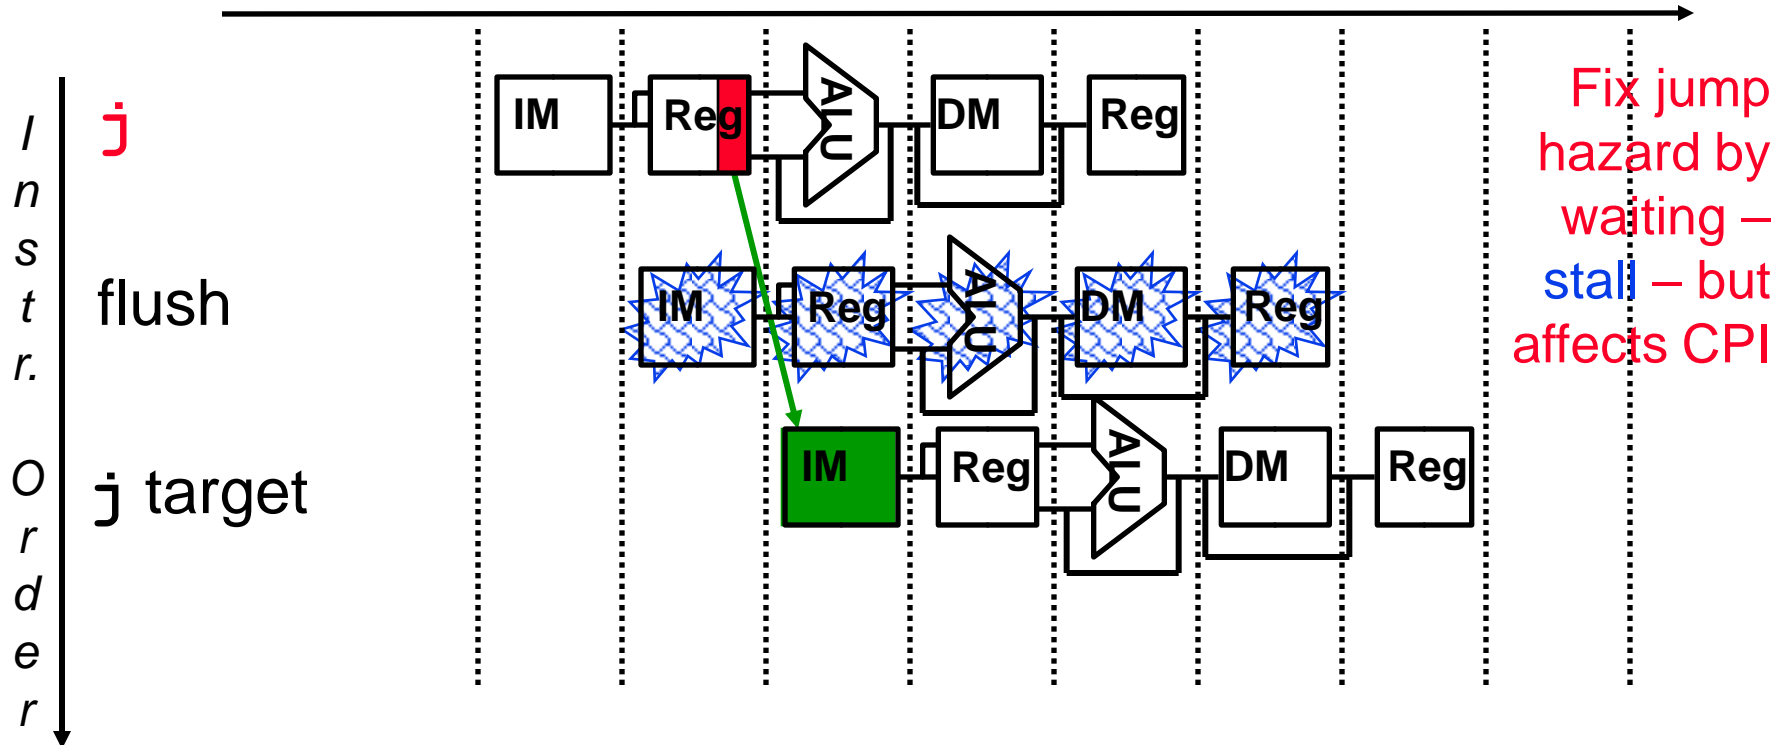 I
n
s
t
r.
O
r
d
e
r
j
IM
Reg
ALU
DM
Reg
flush
IM
Reg
ALU
DM
Reg
j target
IM
Reg
ALU
DM
Reg
Fix jump
hazard by
waiting –
stall – but
affects CPI